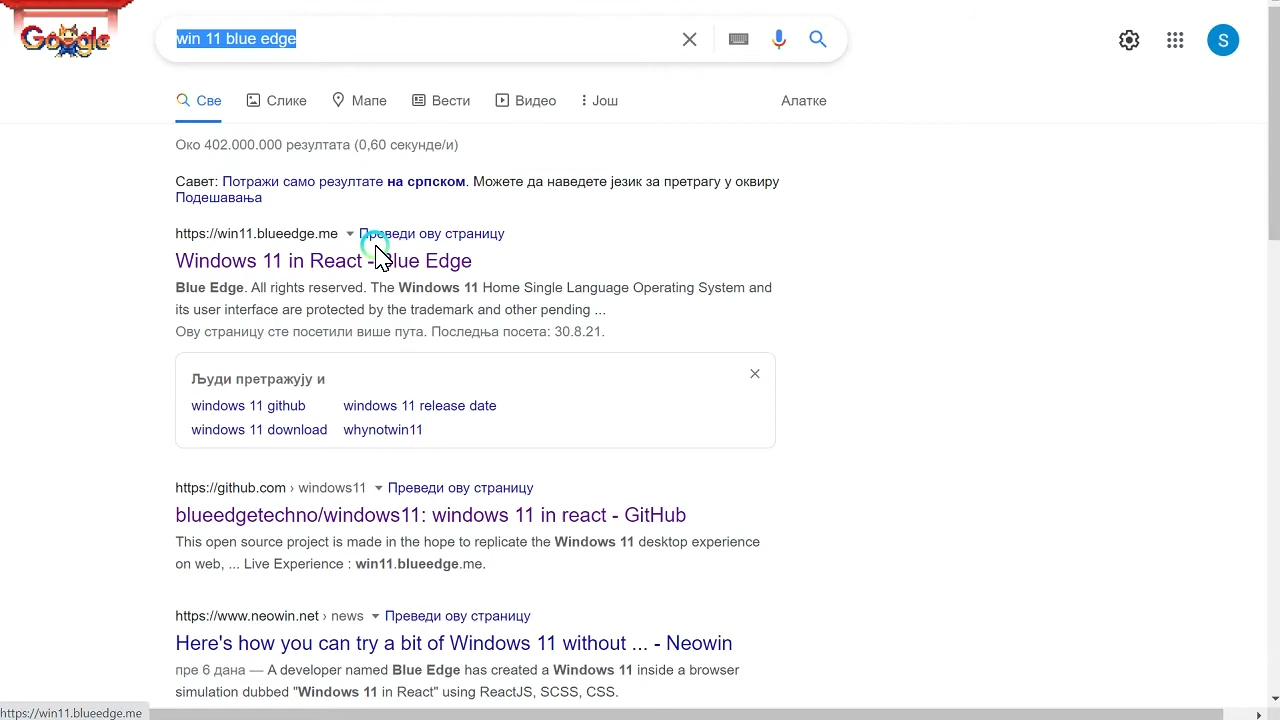 Google
win 11 blue edge
S
Све
Слике
Мапе
Вести
Видео
Још
Алатке
Око 402.000.000 резултата (0,60 секунде/и)
Савет: Потражи само резултате на српском. Можете да наведете језик за претрагу у оквиру
Подешавања
https://win11.blueedge.me
Преведи ову страницу
Windows 11 in React - Blue Edge
Blue Edge. All rights reserved. The Windows 11 Home Single Language Operating System and
its user interface are protected by the trademark and other pending ...
Ову страницу сте посетили више пута. Последња посета: 30.8.21.
Људи претражују и
windows 11 github
windows 11 release date
windows 11 download
whynotwin11
https://github.com › windows11
Преведи ову страницу
blueedgetechno/windows11: windows 11 in react - GitHub
This open source project is made in the hope to replicate the Windows 11 desktop experience
on web, ... Live Experience : win11.blueedge.me.
https://www.neowin.net › news
Преведи ову страницу
Here's how you can try a bit of Windows 11 without ... - Neowin
пре 6 дана — A developer named Blue Edge has created a Windows 11 inside a browser
simulation dubbed "Windows 11 in React" using ReactJS, SCSS, CSS.
https://win11.blueedge.me